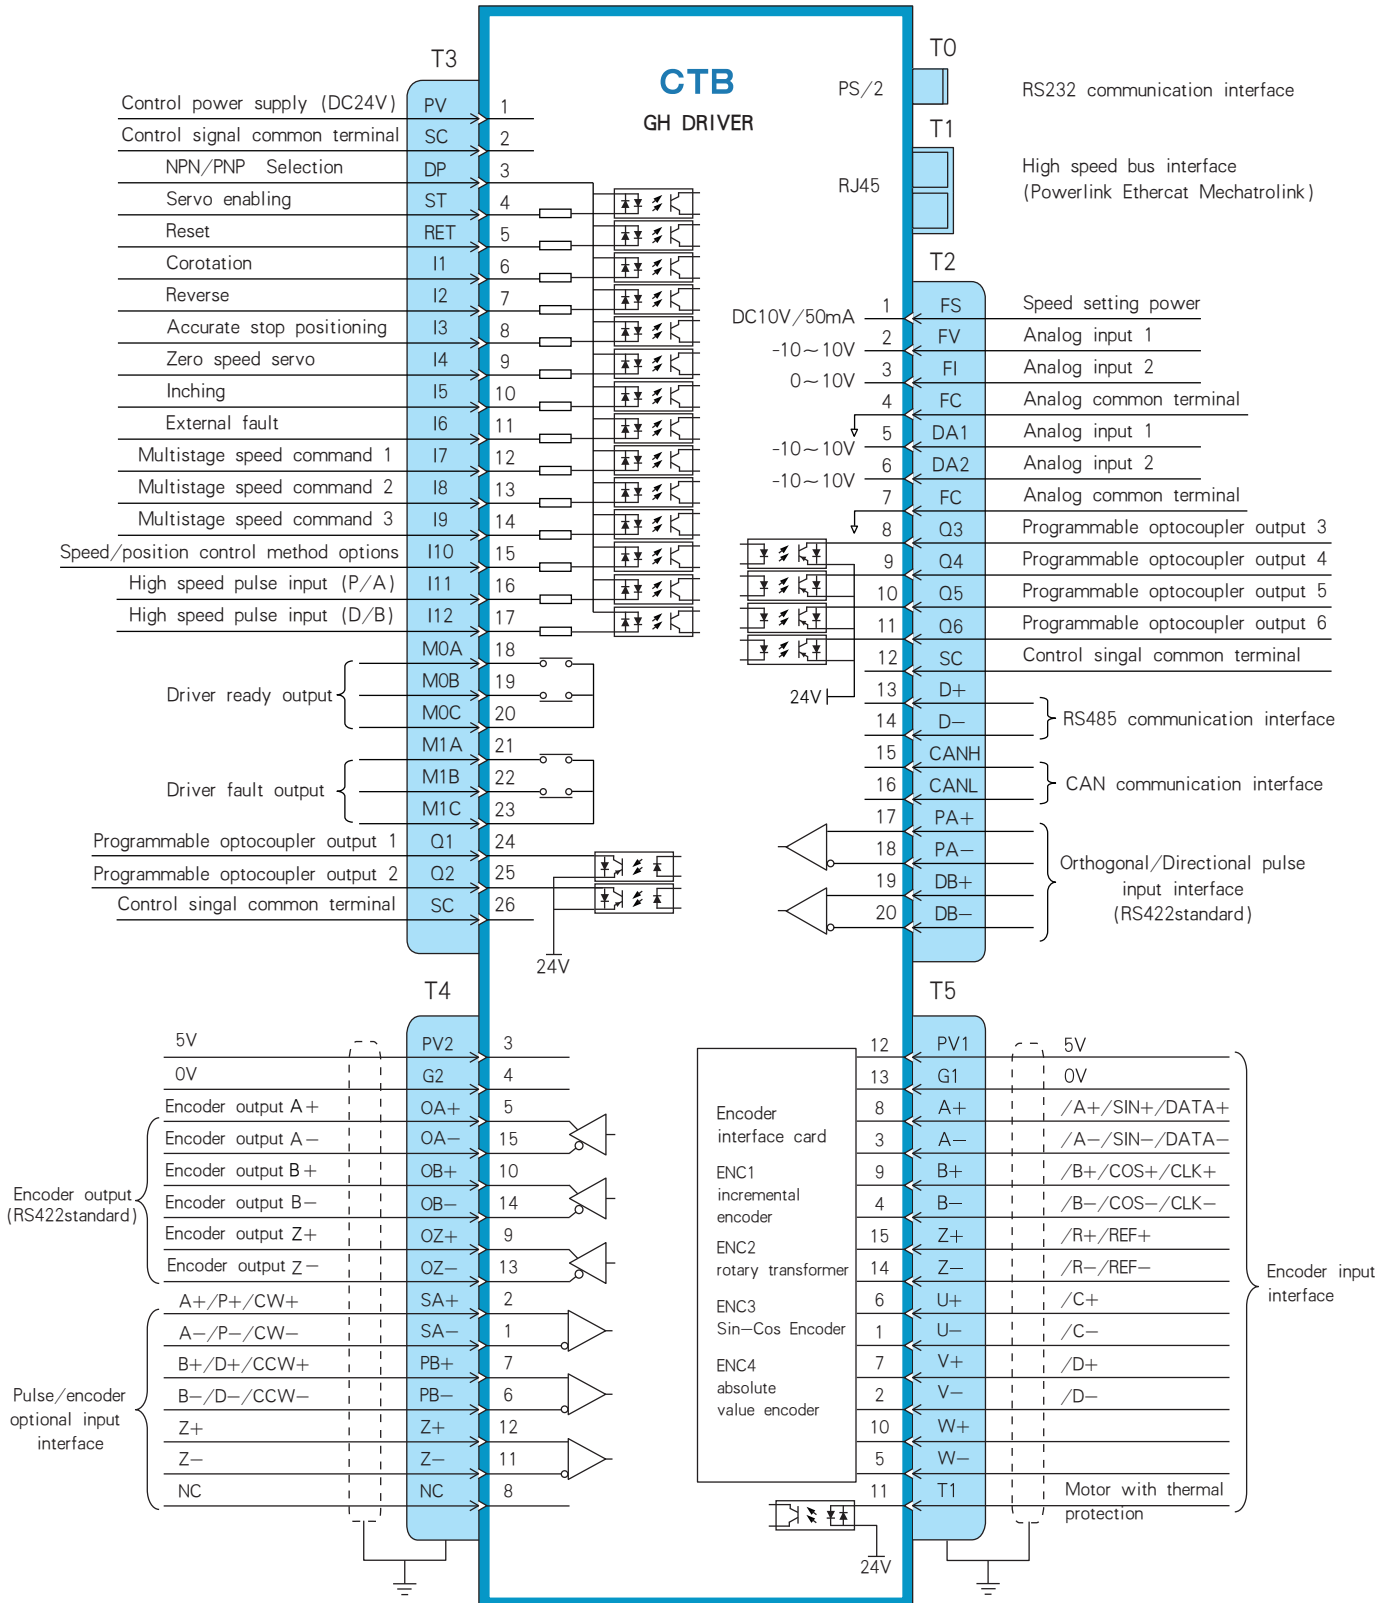 CTB
GH DRIVER
T3
Control power supply (DC24V) PV 1
Control signal common terminal SC 2
NPN/PNP Selection DP 3
Servo enabling ST 4
Reset RET 5
Corotation I1 6
Reverse I2 7
Accurate stop positioning I3 8
Zero speed servo I4 9
Inching I5 10
External fault I6 11
Multistage speed command 1 I7 12
Multistage speed command 2 I8 13
Multistage speed command 3 I9 14
Speed/position control method options I10 15
High speed pulse input (P/A) I11 16
High speed pulse input (D/B) I12 17
M0A 18
Driver ready output M0B 19
M0C 20
M1A 21
Driver fault output M1B 22
M1C 23
Programmable optocoupler output 1 Q1 24
Programmable optocoupler output 2 Q2 25
Control singal common terminal SC 26
24V
T0
PS/2 RS232 communication interface
T1
RJ45 High speed bus interface
(Powerlink Ethercat Mechatrolink)
T2
DC10V/50mA 1 FS Speed setting power
-10~10V 2 FV Analog input 1
0~10V 3 FI Analog input 2
4 FC Analog common terminal
-10~10V 5 DA1 Analog input 1
-10~10V 6 DA2 Analog input 2
7 FC Analog common terminal
8 Q3 Programmable optocoupler output 3
9 Q4 Programmable optocoupler output 4
10 Q5 Programmable optocoupler output 5
11 Q6 Programmable optocoupler output 6
12 SC Control singal common terminal
24V
13 D+
14 D− RS485 communication interface
15 CANH
16 CANL CAN communication interface
17 PA+
18 PA−
19 DB+
20 DB−
Orthogonal/Directional pulse
input interface
(RS422standard)
T4
5V PV2 3
0V G2 4
Encoder output A+ OA+ 5
Encoder output A− OA− 15
Encoder output B+ OB+ 10
Encoder output B− OB− 14
Encoder output Z+ OZ+ 9
Encoder output Z− OZ− 13
Encoder output
(RS422standard)
A+/P+/CW+ SA+ 2
A−/P−/CW− SA− 1
B+/D+/CCW+ PB+ 7
B−/D−/CCW− PB− 6
Z+ Z+ 12
Z− Z− 11
NC NC 8
Pulse/encoder
optional input
interface
Encoder
interface card
ENC1
incremental
encoder
ENC2
rotary transformer
ENC3
Sin−Cos Encoder
ENC4
absolute
value encoder
T5
12 PV1 5V
13 G1 0V
8 A+ /A+/SIN+/DATA+
3 A− /A−/SIN−/DATA−
9 B+ /B+/COS+/CLK+
4 B− /B−/COS−/CLK−
15 Z+ /R+/REF+
14 Z− /R−/REF−
6 U+ /C+
1 U− /C−
7 V+ /D+
2 V− /D−
10 W+
5 W−
11 T1 Motor with thermal
protection
24V
Encoder input
interface